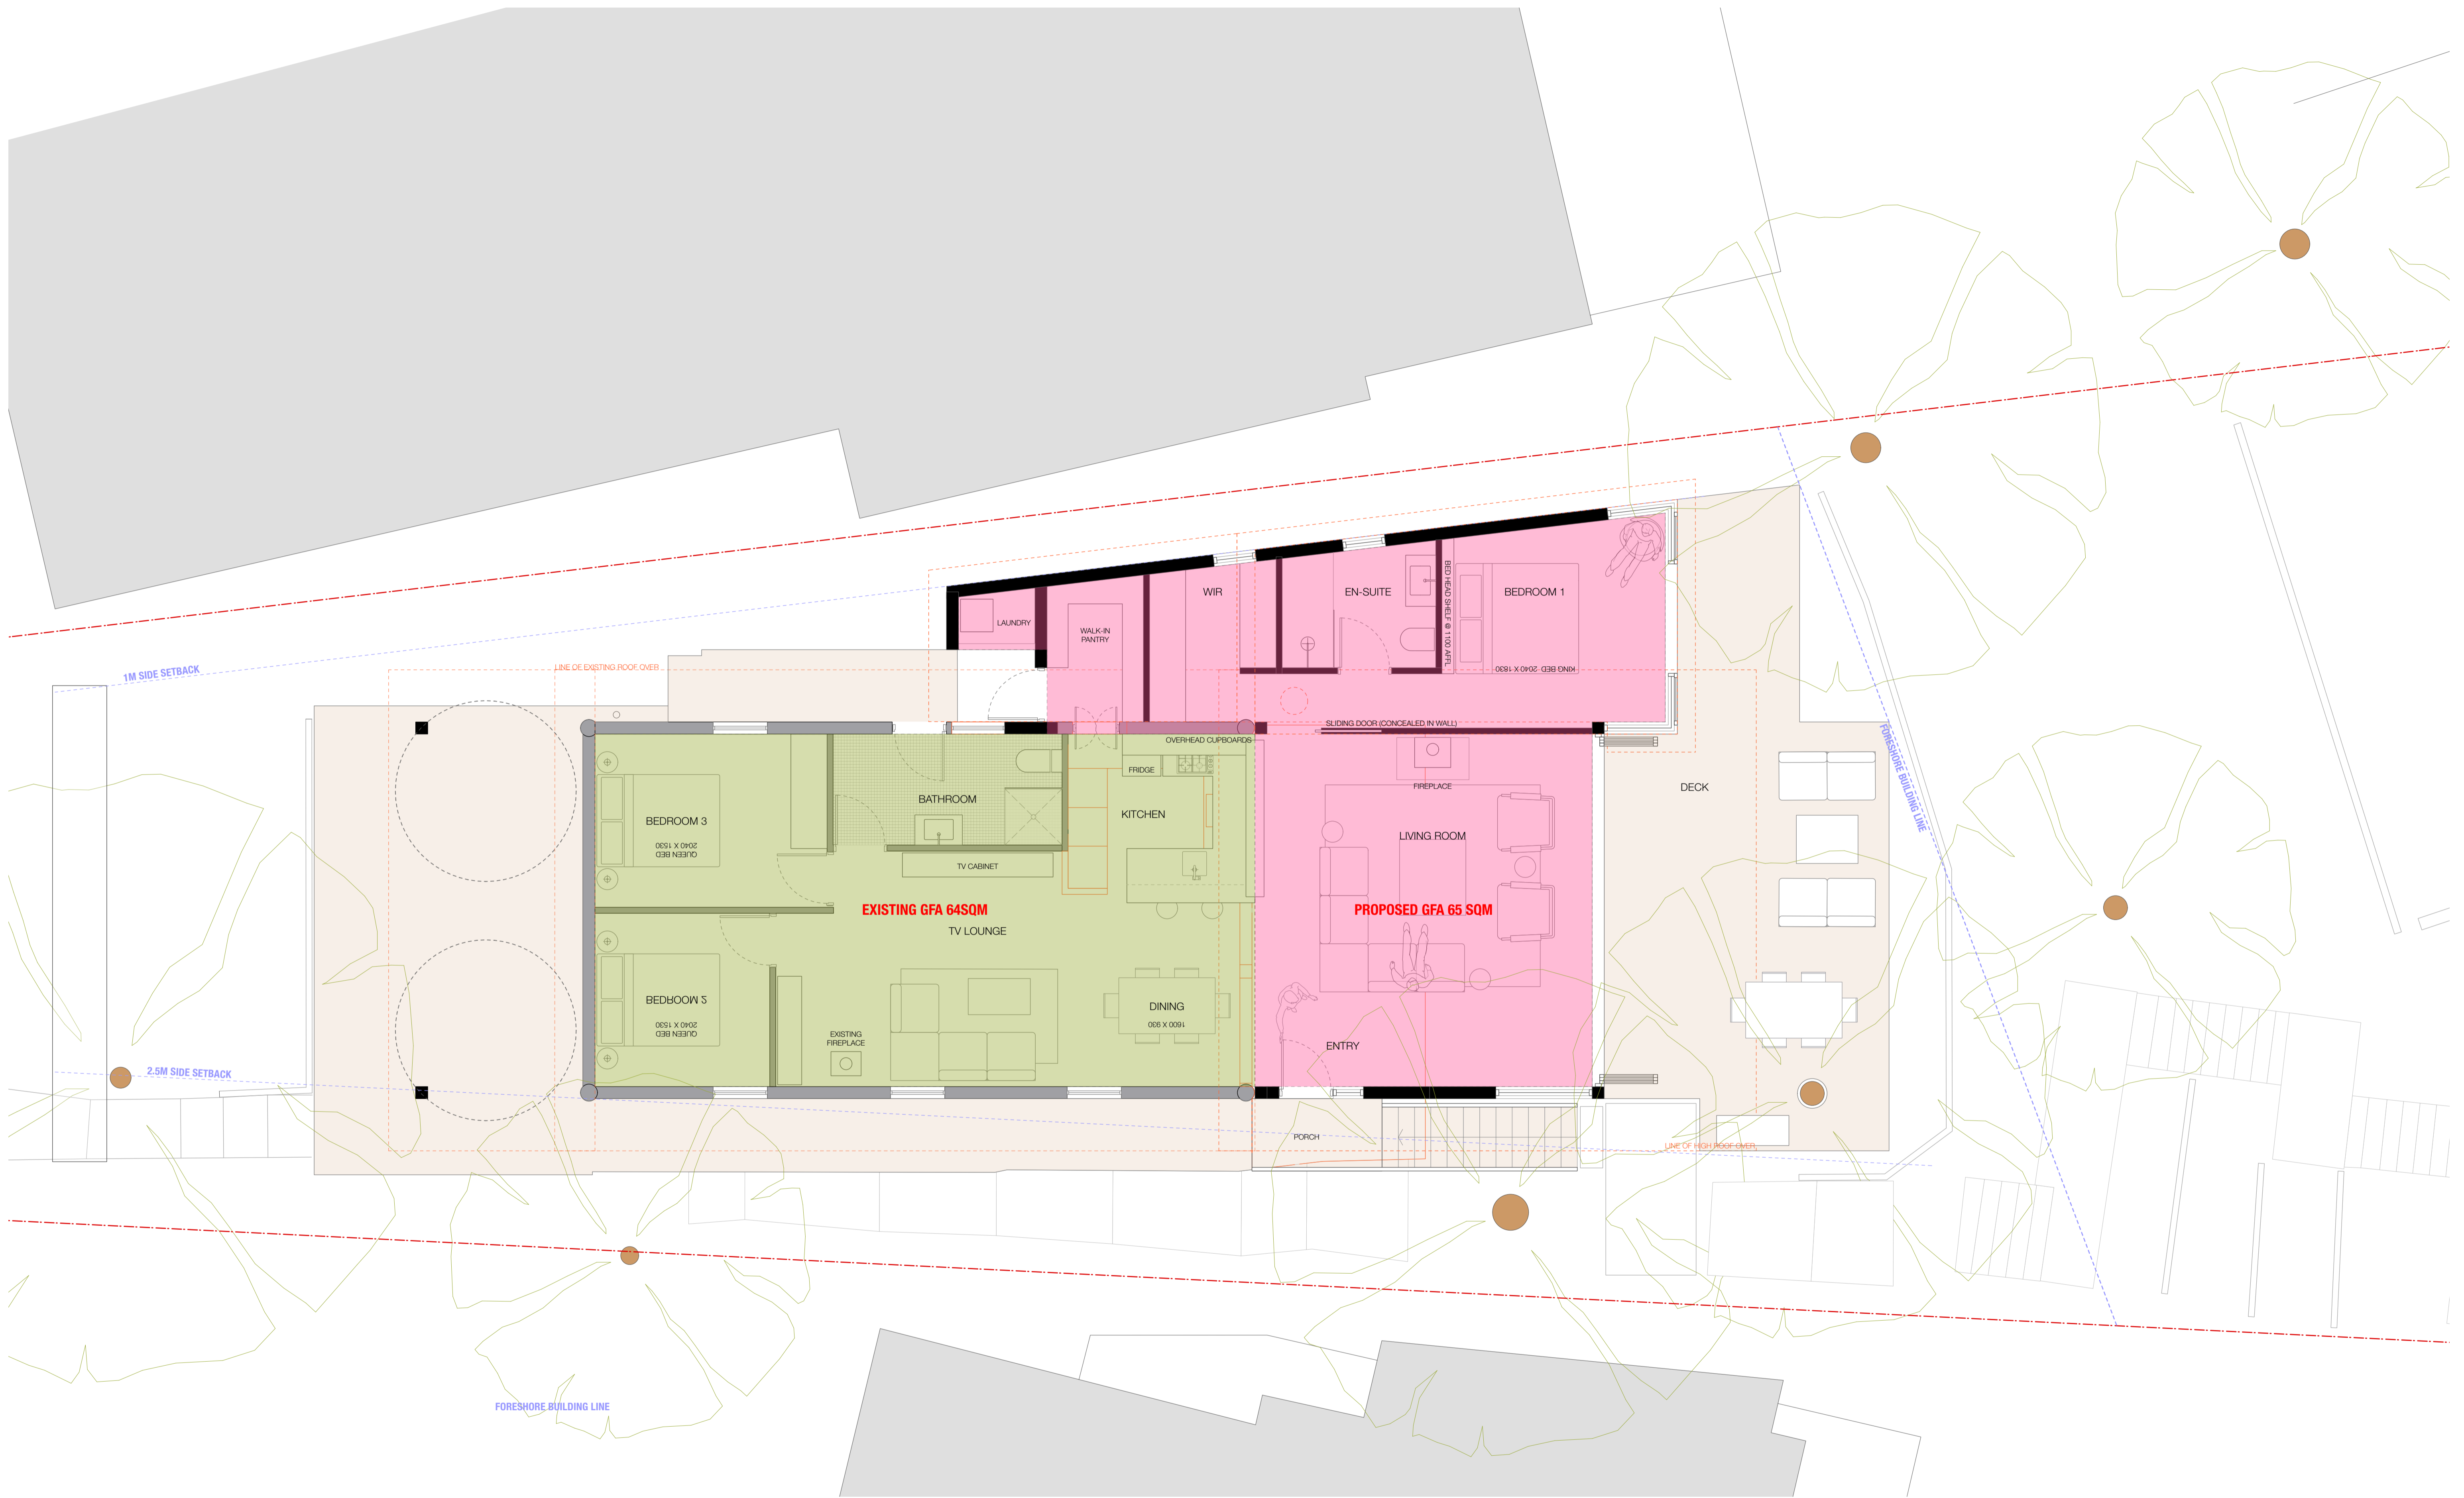 WIR
EN-SUITE
BEDROOM 1
BED HEAD SHELF @ 1100 AFFL
LAUNDRY
WALK-IN
PANTRY
KING BED 2040 X 1830
LINE OF EXISTING ROOF OVER
1M SIDE SETBACK
SLIDING DOOR (CONCEALED IN WALL)
OVERHEAD CUPBOARDS
FORESHORE BUILDING LINE
FRIDGE
FIREPLACE
DECK
BATHROOM
KITCHEN
BEDROOM 3
LIVING ROOM
QUEEN BED
2040 X 1530
TV CABINET
EXISTING GFA 64SQM
PROPOSED GFA 65 SQM
TV LOUNGE
BEDROOM 2
DINING
1600 X 930
QUEEN BED
2040 X 1530
EXISTING
FIREPLACE
ENTRY
2.5M SIDE SETBACK
PORCH
LINE OF HIGH ROOF OVER
FORESHORE BUILDING LINE